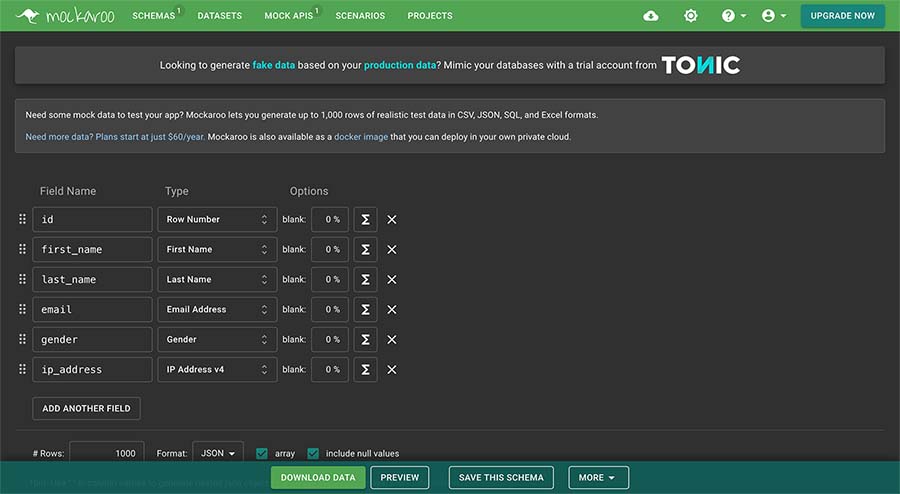 mockaroo SCHEMAS 1 DATASETS MOCK APIS 1 SCENARIOS PROJECTS UPGRADE NOW
Looking to generate fake data based on your production data? Mimic your databases with a trial account from TONIC
Need some mock data to test your app? Mockaroo lets you generate up to 1,000 rows of realistic test data in CSV, JSON, SQL, and Excel formats.
Need more data? Plans start at just $60/year. Mockaroo is also available as a docker image that you can deploy in your own private cloud.
Field Name Type Options
id Row Number blank: 0 % Σ
first_name First Name blank: 0 % Σ
last_name Last Name blank: 0 % Σ
email Email Address blank: 0 % Σ
gender Gender blank: 0 % Σ
ip_address IP Address v4 blank: 0 % Σ
ADD ANOTHER FIELD
# Rows: 1000 Format: JSON array include null values
DOWNLOAD DATA PREVIEW SAVE THIS SCHEMA MORE